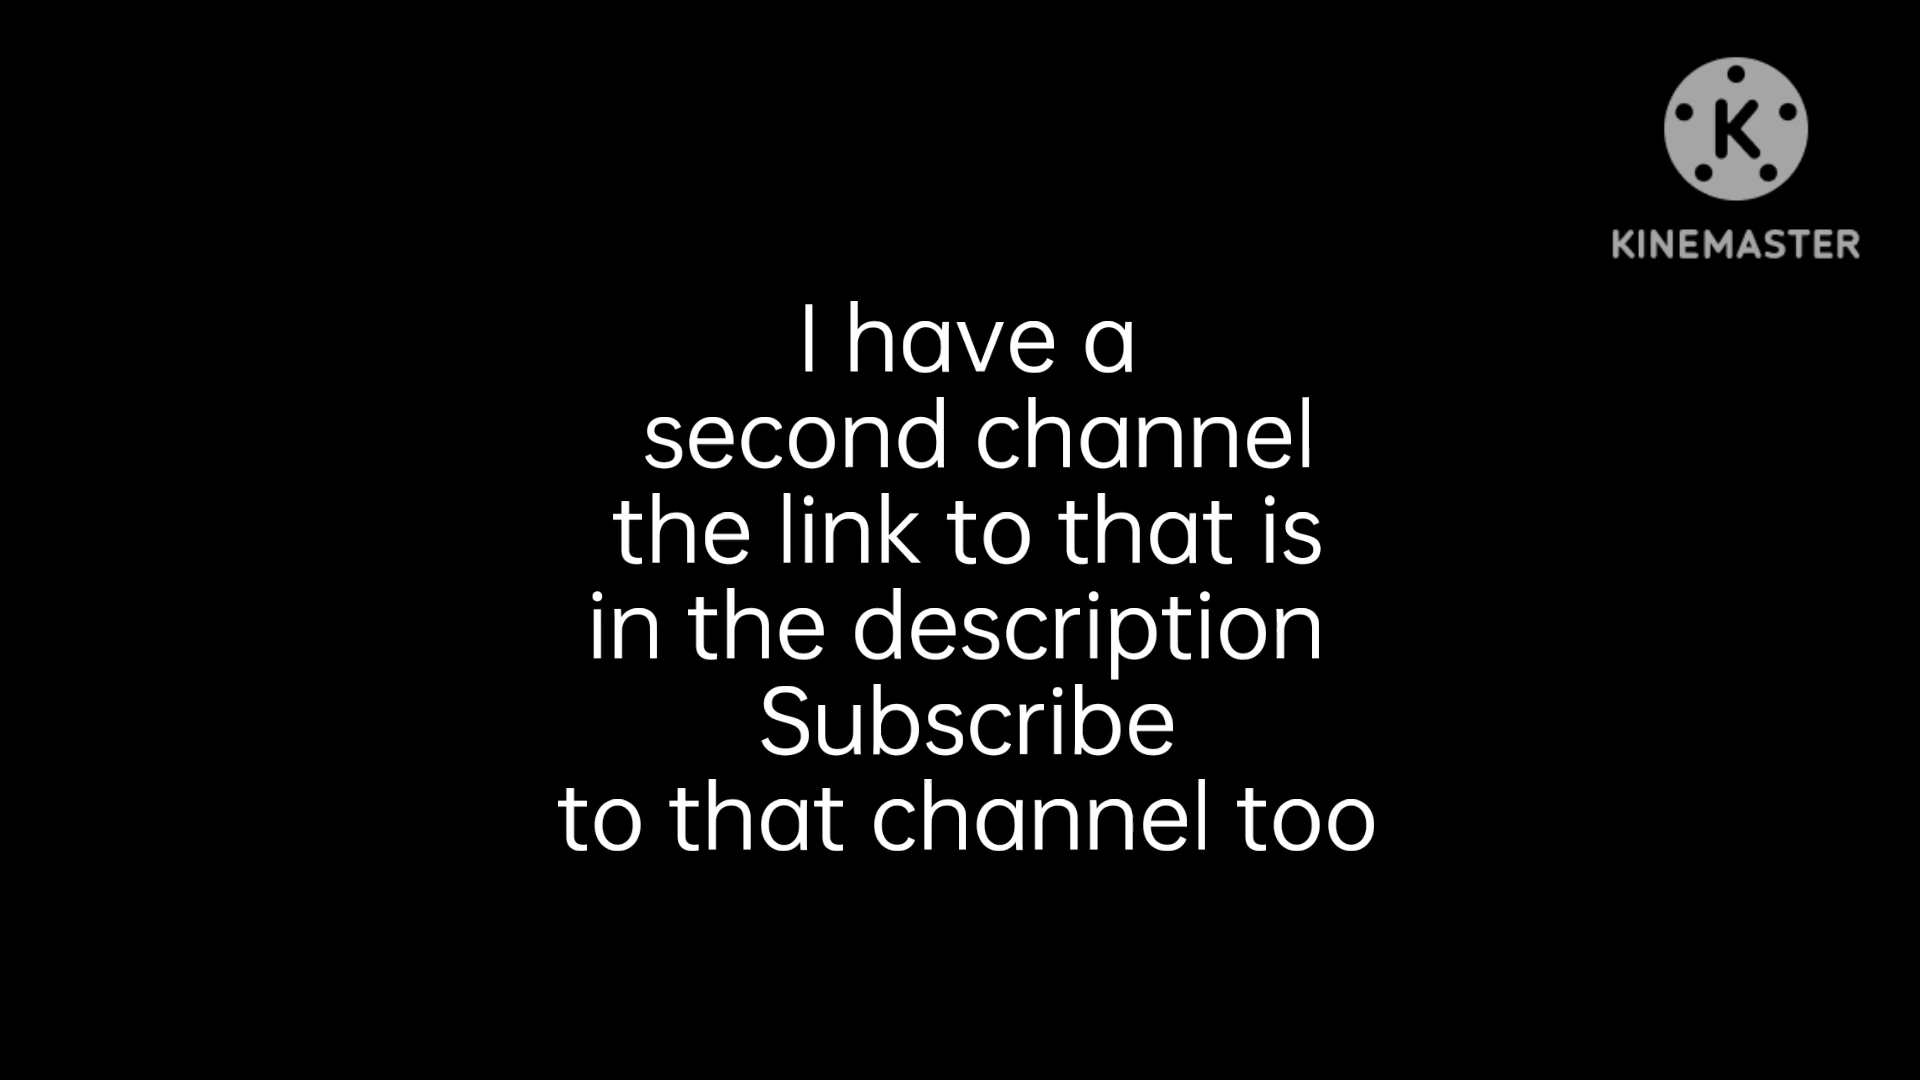 K
KINEMASTER
I have a
second channel
the link to that is
in the description
Subscribe
to that channel too